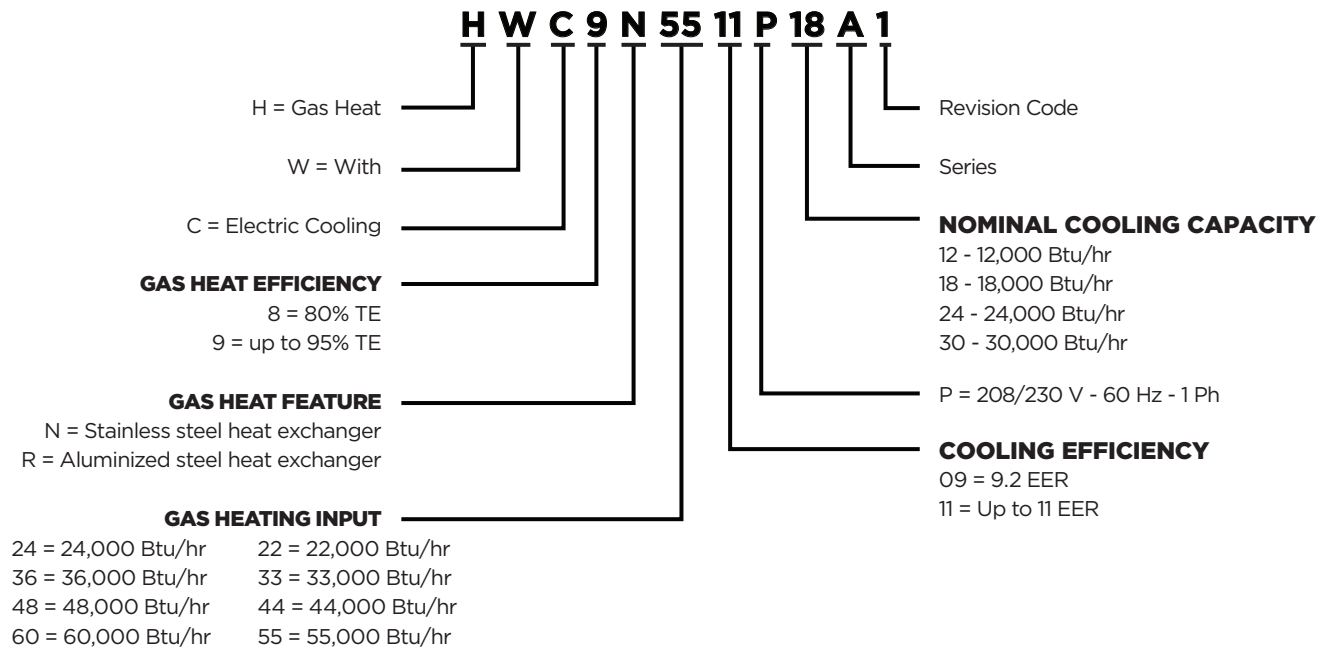 H W C 9 N 55 11 P 18 A 1
H = Gas Heat
W = With
C = Electric Cooling
GAS HEAT EFFICIENCY
8 = 80% TE
9 = up to 95% TE
GAS HEAT FEATURE
N = Stainless steel heat exchanger
R = Aluminized steel heat exchanger
GAS HEATING INPUT
24 = 24,000 Btu/hr 22 = 22,000 Btu/hr
36 = 36,000 Btu/hr 33 = 33,000 Btu/hr
48 = 48,000 Btu/hr 44 = 44,000 Btu/hr
60 = 60,000 Btu/hr 55 = 55,000 Btu/hr
Revision Code
Series
NOMINAL COOLING CAPACITY
12 - 12,000 Btu/hr
18 - 18,000 Btu/hr
24 - 24,000 Btu/hr
30 - 30,000 Btu/hr
P = 208/230 V - 60 Hz - 1 Ph
COOLING EFFICIENCY
09 = 9.2 EER
11 = Up to 11 EER